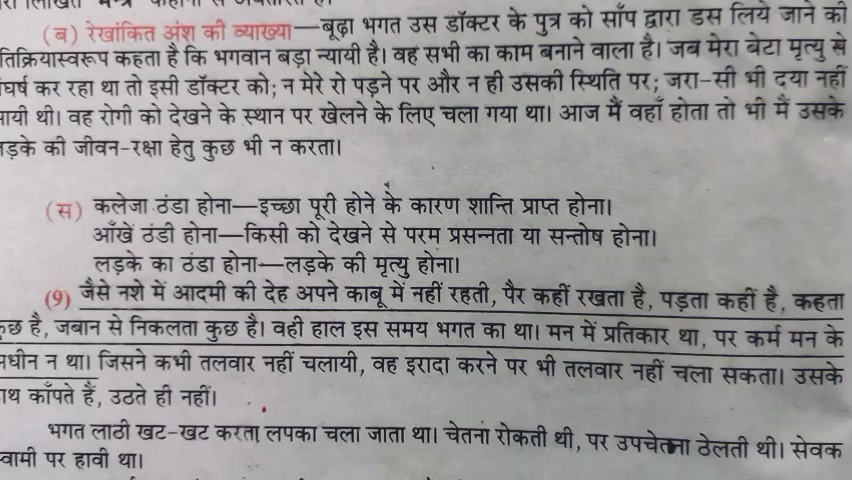 लिखित मन्त्र कहानी से अवतरित है।
(ब) रेखांकित अंश की व्याख्या—बूढ़ा भगत उस डॉक्टर के पुत्र को साँप द्वारा डस लिये जाने की
तिक्रियास्वरूप कहता है कि भगवान बड़ा न्यायी है। वह सभी का काम बनाने वाला है। जब मेरा बेटा मृत्यु से
घर्ष कर रहा था तो इसी डॉक्टर को; न मेरे रो पड़ने पर और न ही उसकी स्थिति पर; जरा-सी भी दया नहीं
ायी थी। वह रोगी को देखने के स्थान पर खेलने के लिए चला गया था। आज मैं वहाँ होता तो भी मैं उसके
ड़के की जीवन-रक्षा हेतु कुछ भी न करता।
(स) कलेजा ठंडा होना—इच्छा पूरी होने के कारण शान्ति प्राप्त होना।
आँखें ठंडी होना—किसी को देखने से परम प्रसन्नता या सन्तोष होना।
लड़के का ठंडा होना—लड़के की मृत्यु होना।
(9) जैसे नशे में आदमी की देह अपने काबू में नहीं रहती, पैर कहीं रखता है, पड़ता कहीं है, कहता
कुछ है, जबान से निकलता कुछ है। वही हाल इस समय भगत का था। मन में प्रतिकार था, पर कर्म मन के
धीन न था। जिसने कभी तलवार नहीं चलायी, वह इरादा करने पर भी तलवार नहीं चला सकता। उसके
ाथ काँपते हैं, उठते ही नहीं।
भगत लाठी खट-खट करता लपका चला जाता था। चेतना रोकती थी, पर उपचेतना ठेलती थी। सेवक
वामी पर हावी था।